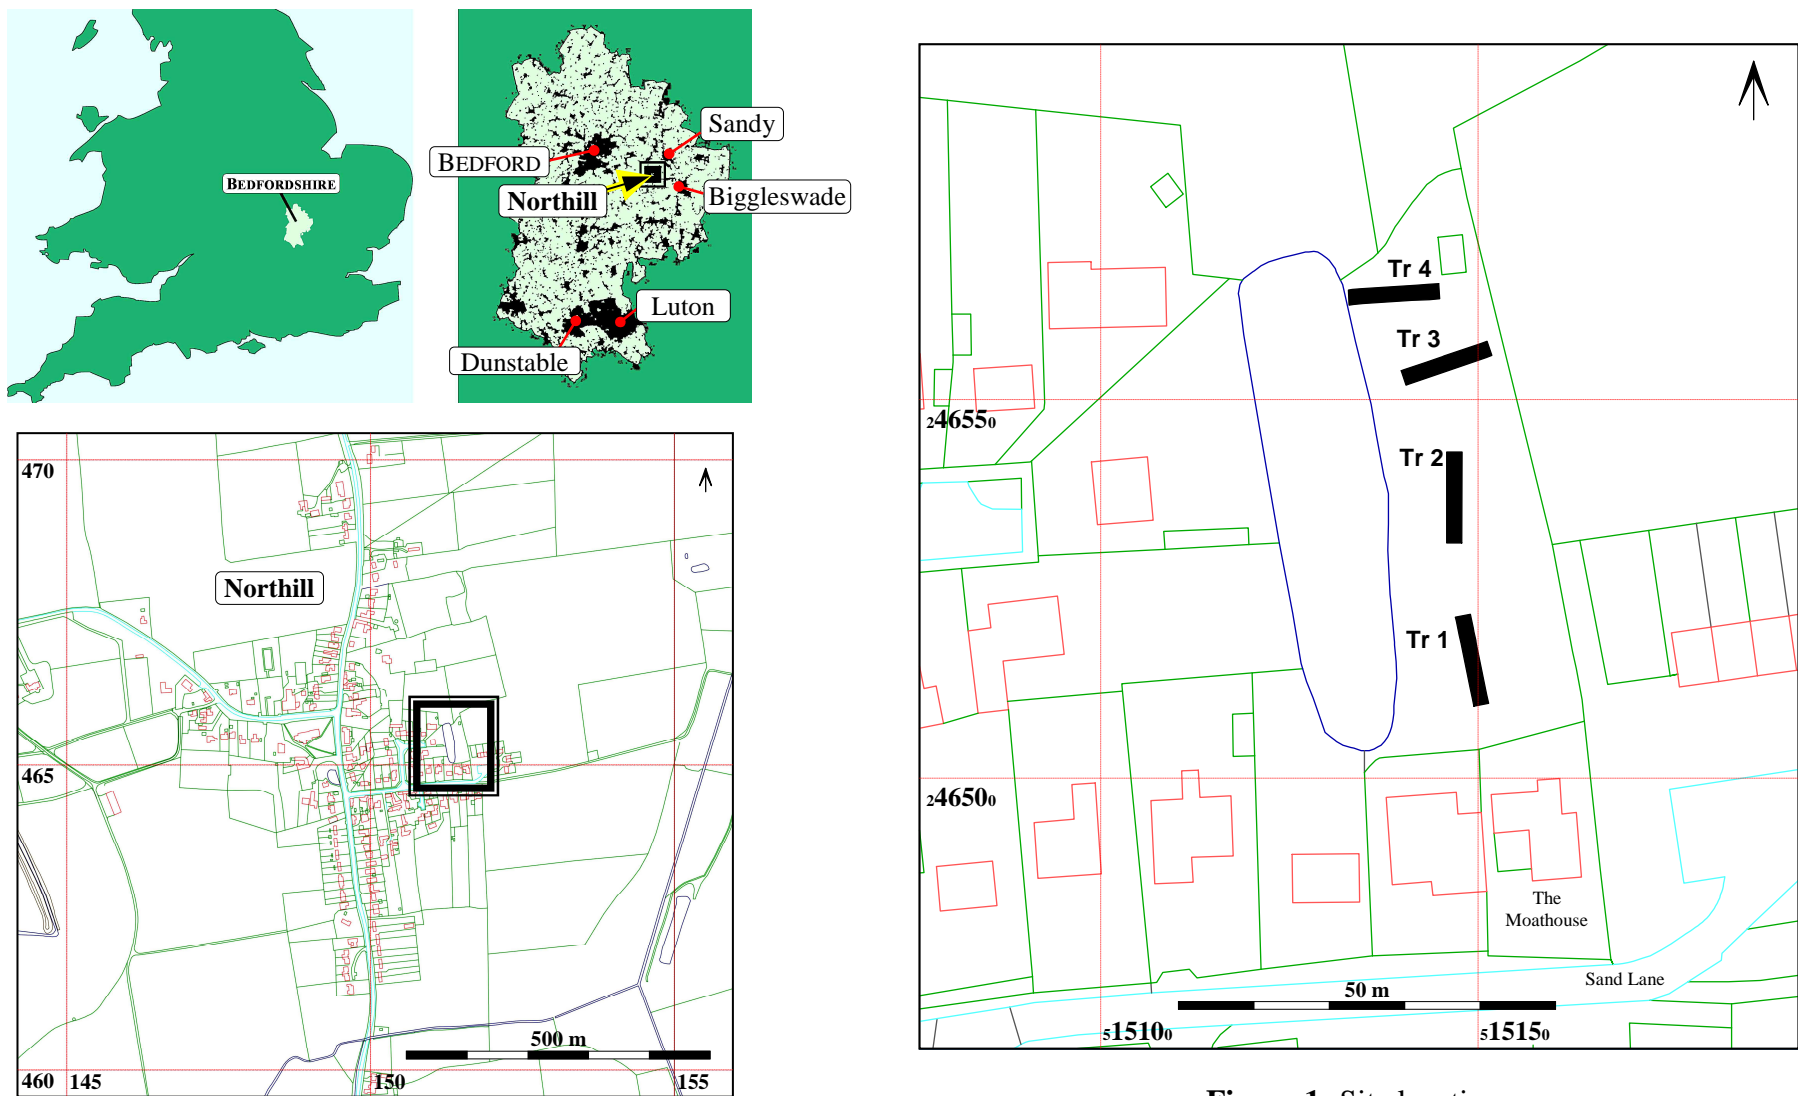 BEDFORDSHIRE
Sandy
BEDFORD
Northill
Biggleswade
Luton
Dunstable
470
Northill
465
500 m
460
145
150
155
Tr 4
Tr 3
246550
Tr 2
Tr 1
246500
The
Moathouse
Sand Lane
50 m
515100
515150